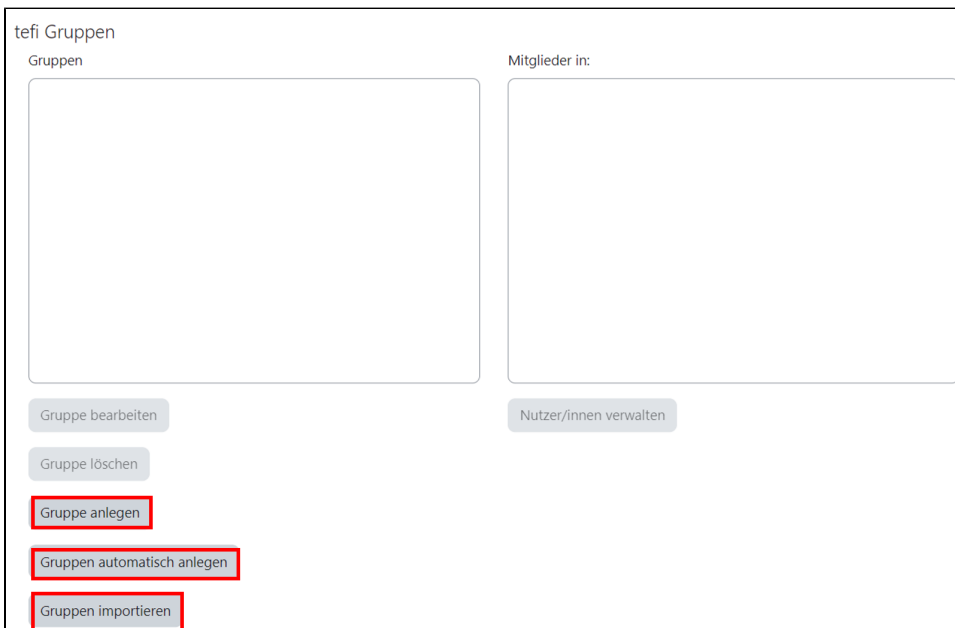 tefi Gruppen
Gruppen
Mitglieder in:
Gruppe bearbeiten
Nutzer/innen verwalten
Gruppe löschen
Gruppe anlegen
Gruppen automatisch anlegen
Gruppen importieren